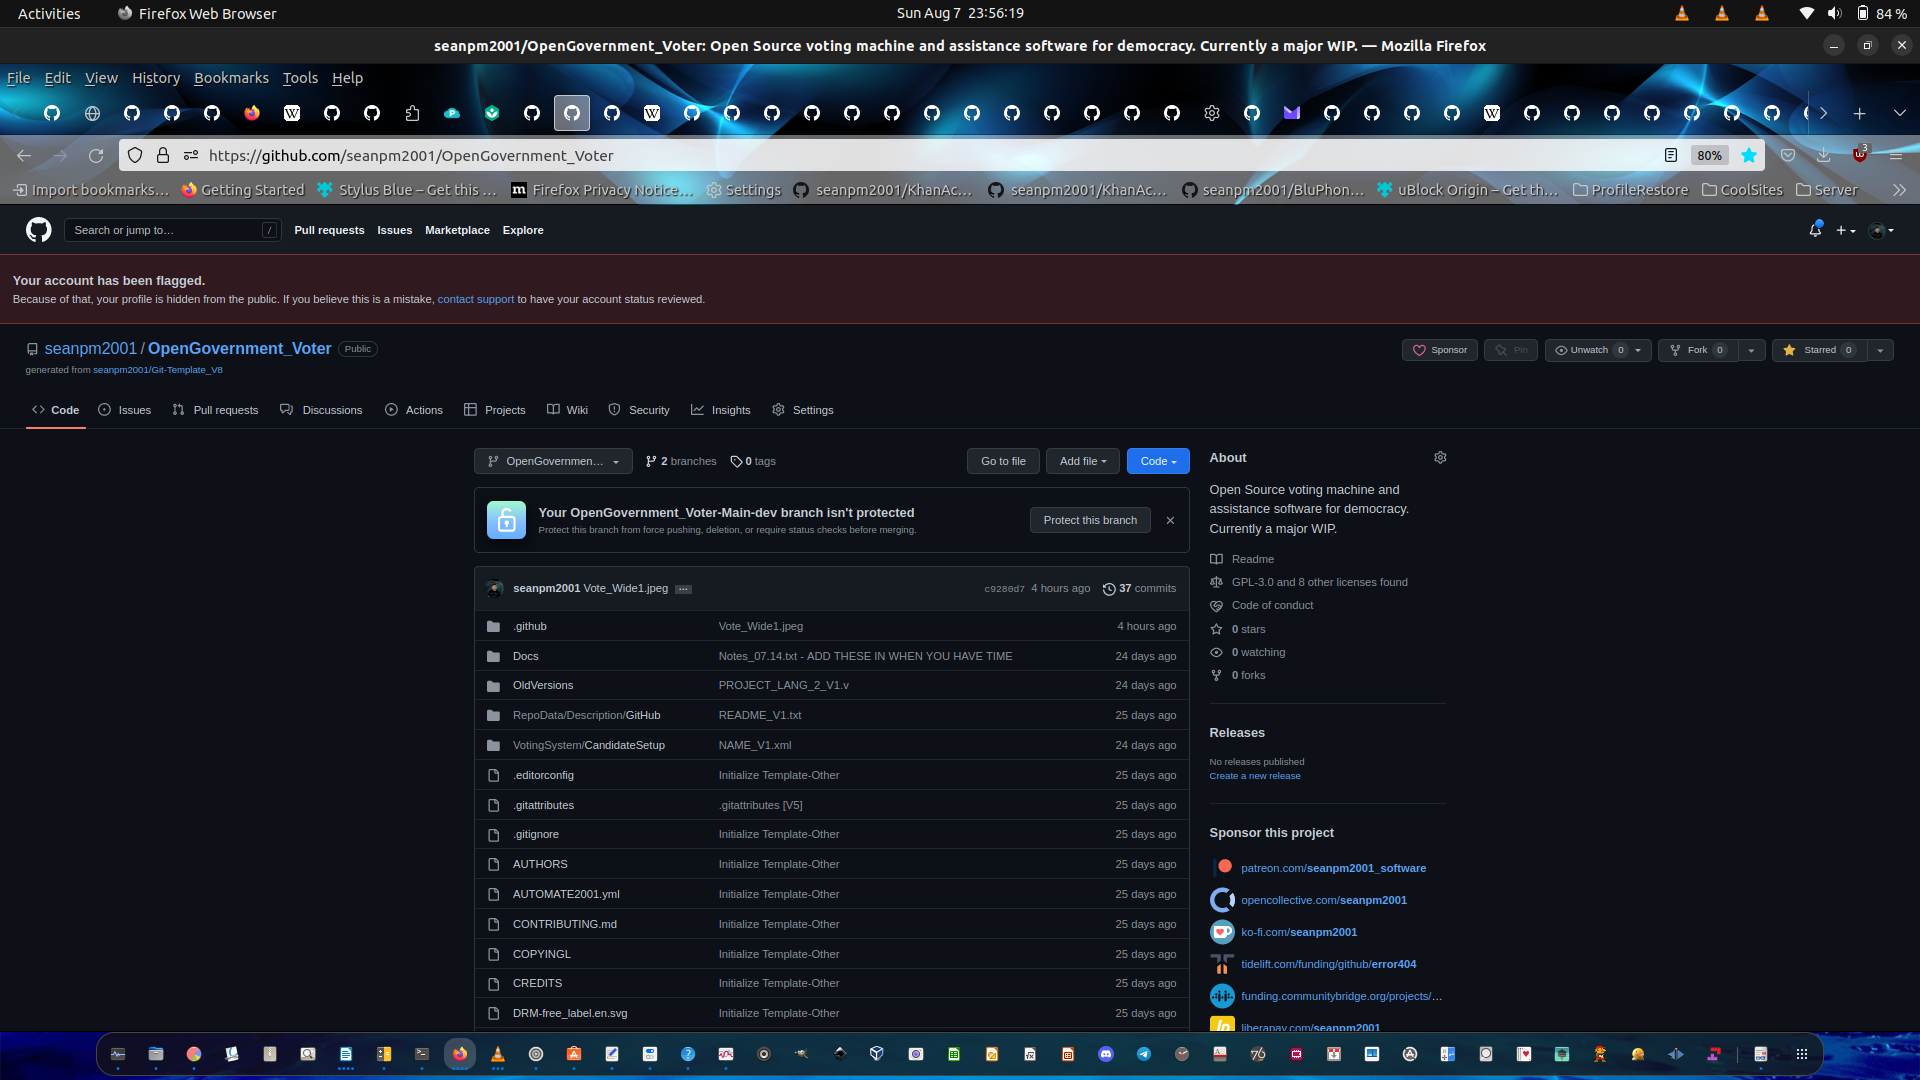 Activities
Firefox Web Browser
Sun Aug 7 23:56:19
84 %
seanpm2001/OpenGovernment_Voter: Open Source voting machine and assistance software for democracy. Currently a major WIP. — Mozilla Firefox
File Edit View History Bookmarks Tools Help
https://github.com/seanpm2001/OpenGovernment_Voter
80%
3
Import bookmarks… Getting Started Stylus Blue – Get this … Firefox Privacy Notice… Settings seanpm2001/KhanAc… seanpm2001/KhanAc… seanpm2001/BluPhon… uBlock Origin – Get th… ProfileRestore CoolSites Server
Search or jump to… /
Pull requests Issues Marketplace Explore
Your account has been flagged.
Because of that, your profile is hidden from the public. If you believe this is a mistake, contact support to have your account status reviewed.
seanpm2001 / OpenGovernment_Voter Public
generated from seanpm2001/Git-Template_V8
Sponsor Pin Unwatch 0 Fork 0 Starred 0
Code Issues Pull requests Discussions Actions Projects Wiki Security Insights Settings
OpenGovernmen… 2 branches 0 tags
Go to file Add file Code
Your OpenGovernment_Voter-Main-dev branch isn't protected
Protect this branch from force pushing, deletion, or require status checks before merging.
Protect this branch
seanpm2001 Vote_Wide1.jpeg … c9280d7 4 hours ago 37 commits
.github Vote_Wide1.jpeg 4 hours ago
Docs Notes_07.14.txt - ADD THESE IN WHEN YOU HAVE TIME 24 days ago
OldVersions PROJECT_LANG_2_V1.v 24 days ago
RepoData/Description/GitHub README_V1.txt 25 days ago
VotingSystem/CandidateSetup NAME_V1.xml 24 days ago
.editorconfig Initialize Template-Other 25 days ago
.gitattributes .gitattributes [V5] 25 days ago
.gitignore Initialize Template-Other 25 days ago
AUTHORS Initialize Template-Other 25 days ago
AUTOMATE2001.yml Initialize Template-Other 25 days ago
CONTRIBUTING.md Initialize Template-Other 25 days ago
COPYINGL Initialize Template-Other 25 days ago
CREDITS Initialize Template-Other 25 days ago
DRM-free_label.en.svg Initialize Template-Other 25 days ago
About
Open Source voting machine and
assistance software for democracy.
Currently a major WIP.
Readme
GPL-3.0 and 8 other licenses found
Code of conduct
0 stars
0 watching
0 forks
Releases
No releases published
Create a new release
Sponsor this project
patreon.com/seanpm2001_software
opencollective.com/seanpm2001
ko-fi.com/seanpm2001
tidelift.com/funding/github/error404
funding.communitybridge.org/projects/…
liberapay.com/seanpm2001